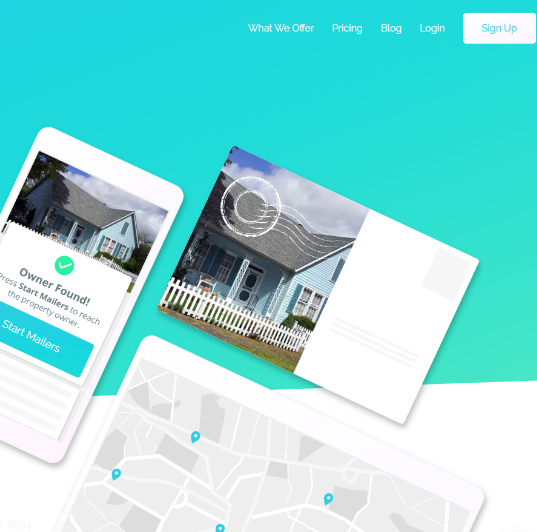 What We Offer Pricing Blog Login Sign Up
Owner Found!
Press Start Mailers to reach
the property owner.
Start Mailers